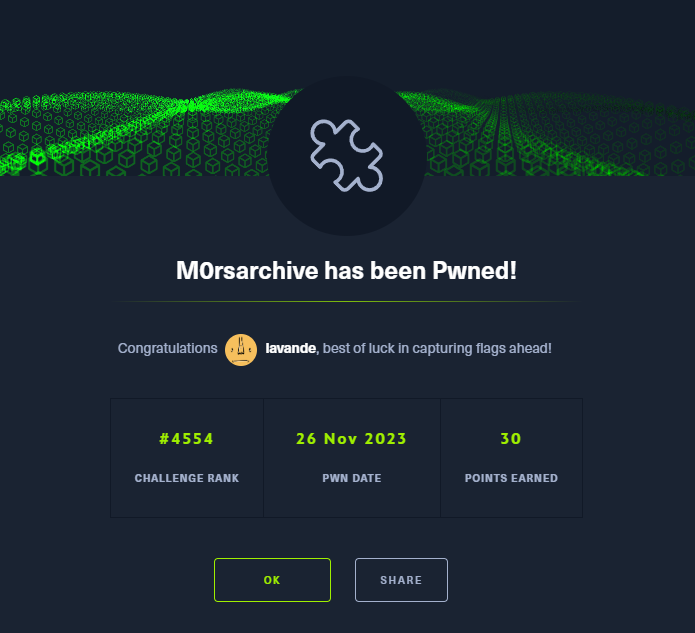 M0rsarchive has been Pwned!
Congratulations lavande, best of luck in capturing flags ahead!
#4554 26 Nov 2023 30
CHALLENGE RANK PWN DATE POINTS EARNED
OK SHARE